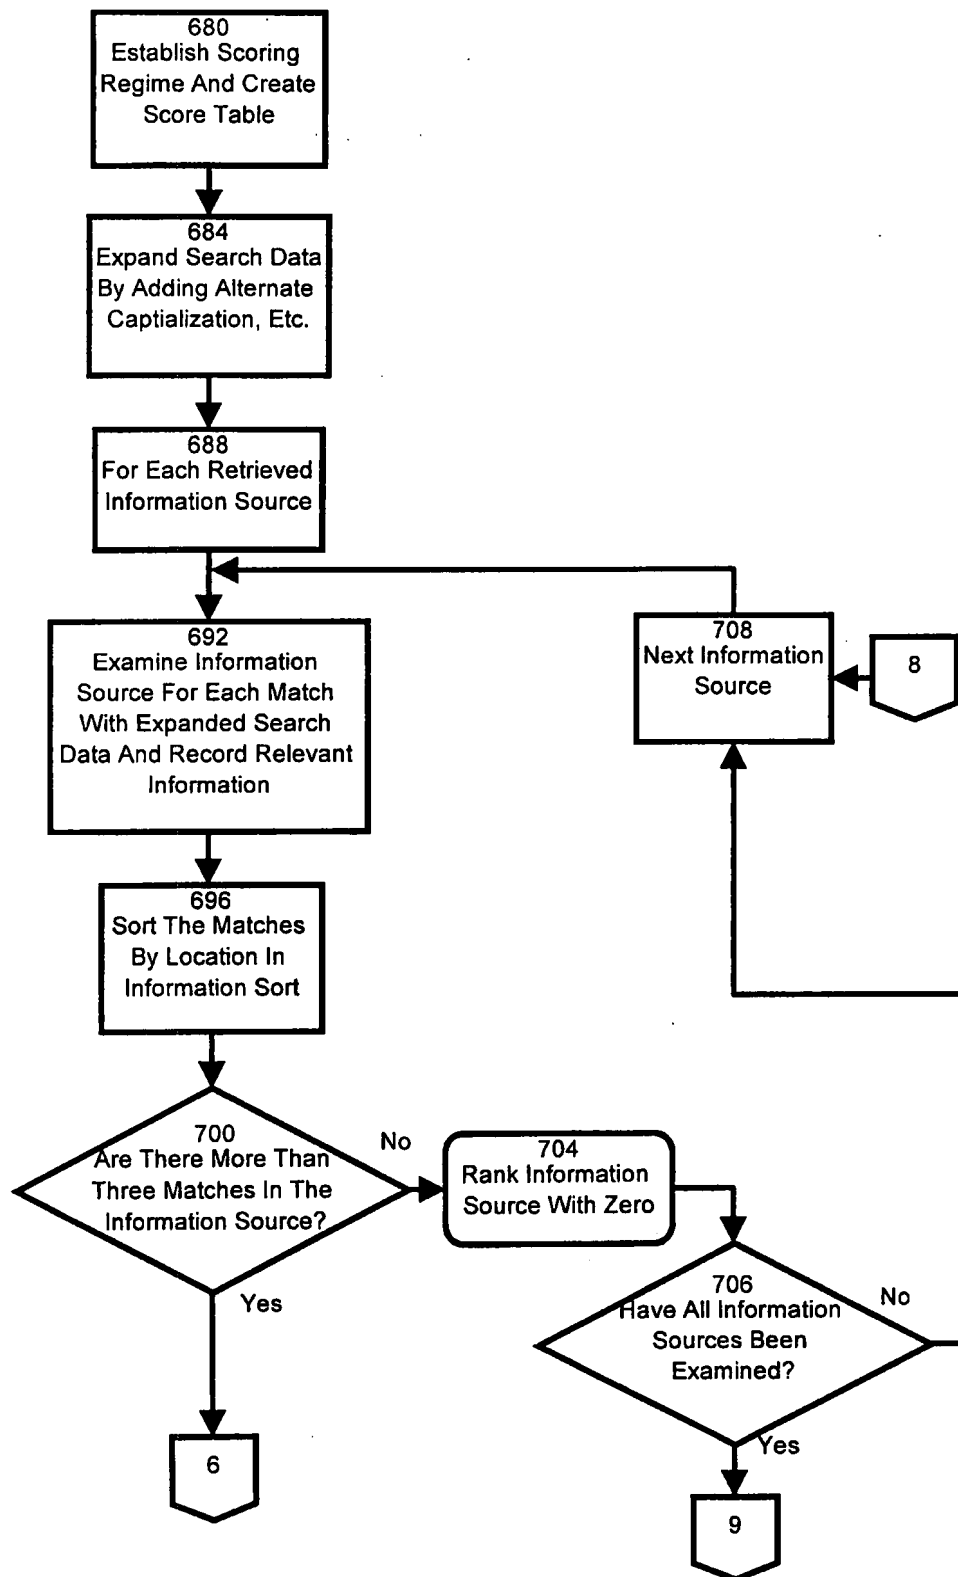 680
Establish Scoring
Regime And Create
Score Table
684
Expand Search Data
By Adding Alternate
Captialization, Etc.
688
For Each Retrieved
Information Source
692
Examine Information
Source For Each Match
With Expanded Search
Data And Record Relevant
Information
708
Next Information
Source
8
696
Sort The Matches
By Location In
Information Sort
700
Are There More Than
Three Matches In The
Information Source?
No
Yes
704
Rank Information
Source With Zero
706
Have All Information
Sources Been
Examined?
No
Yes
6
9